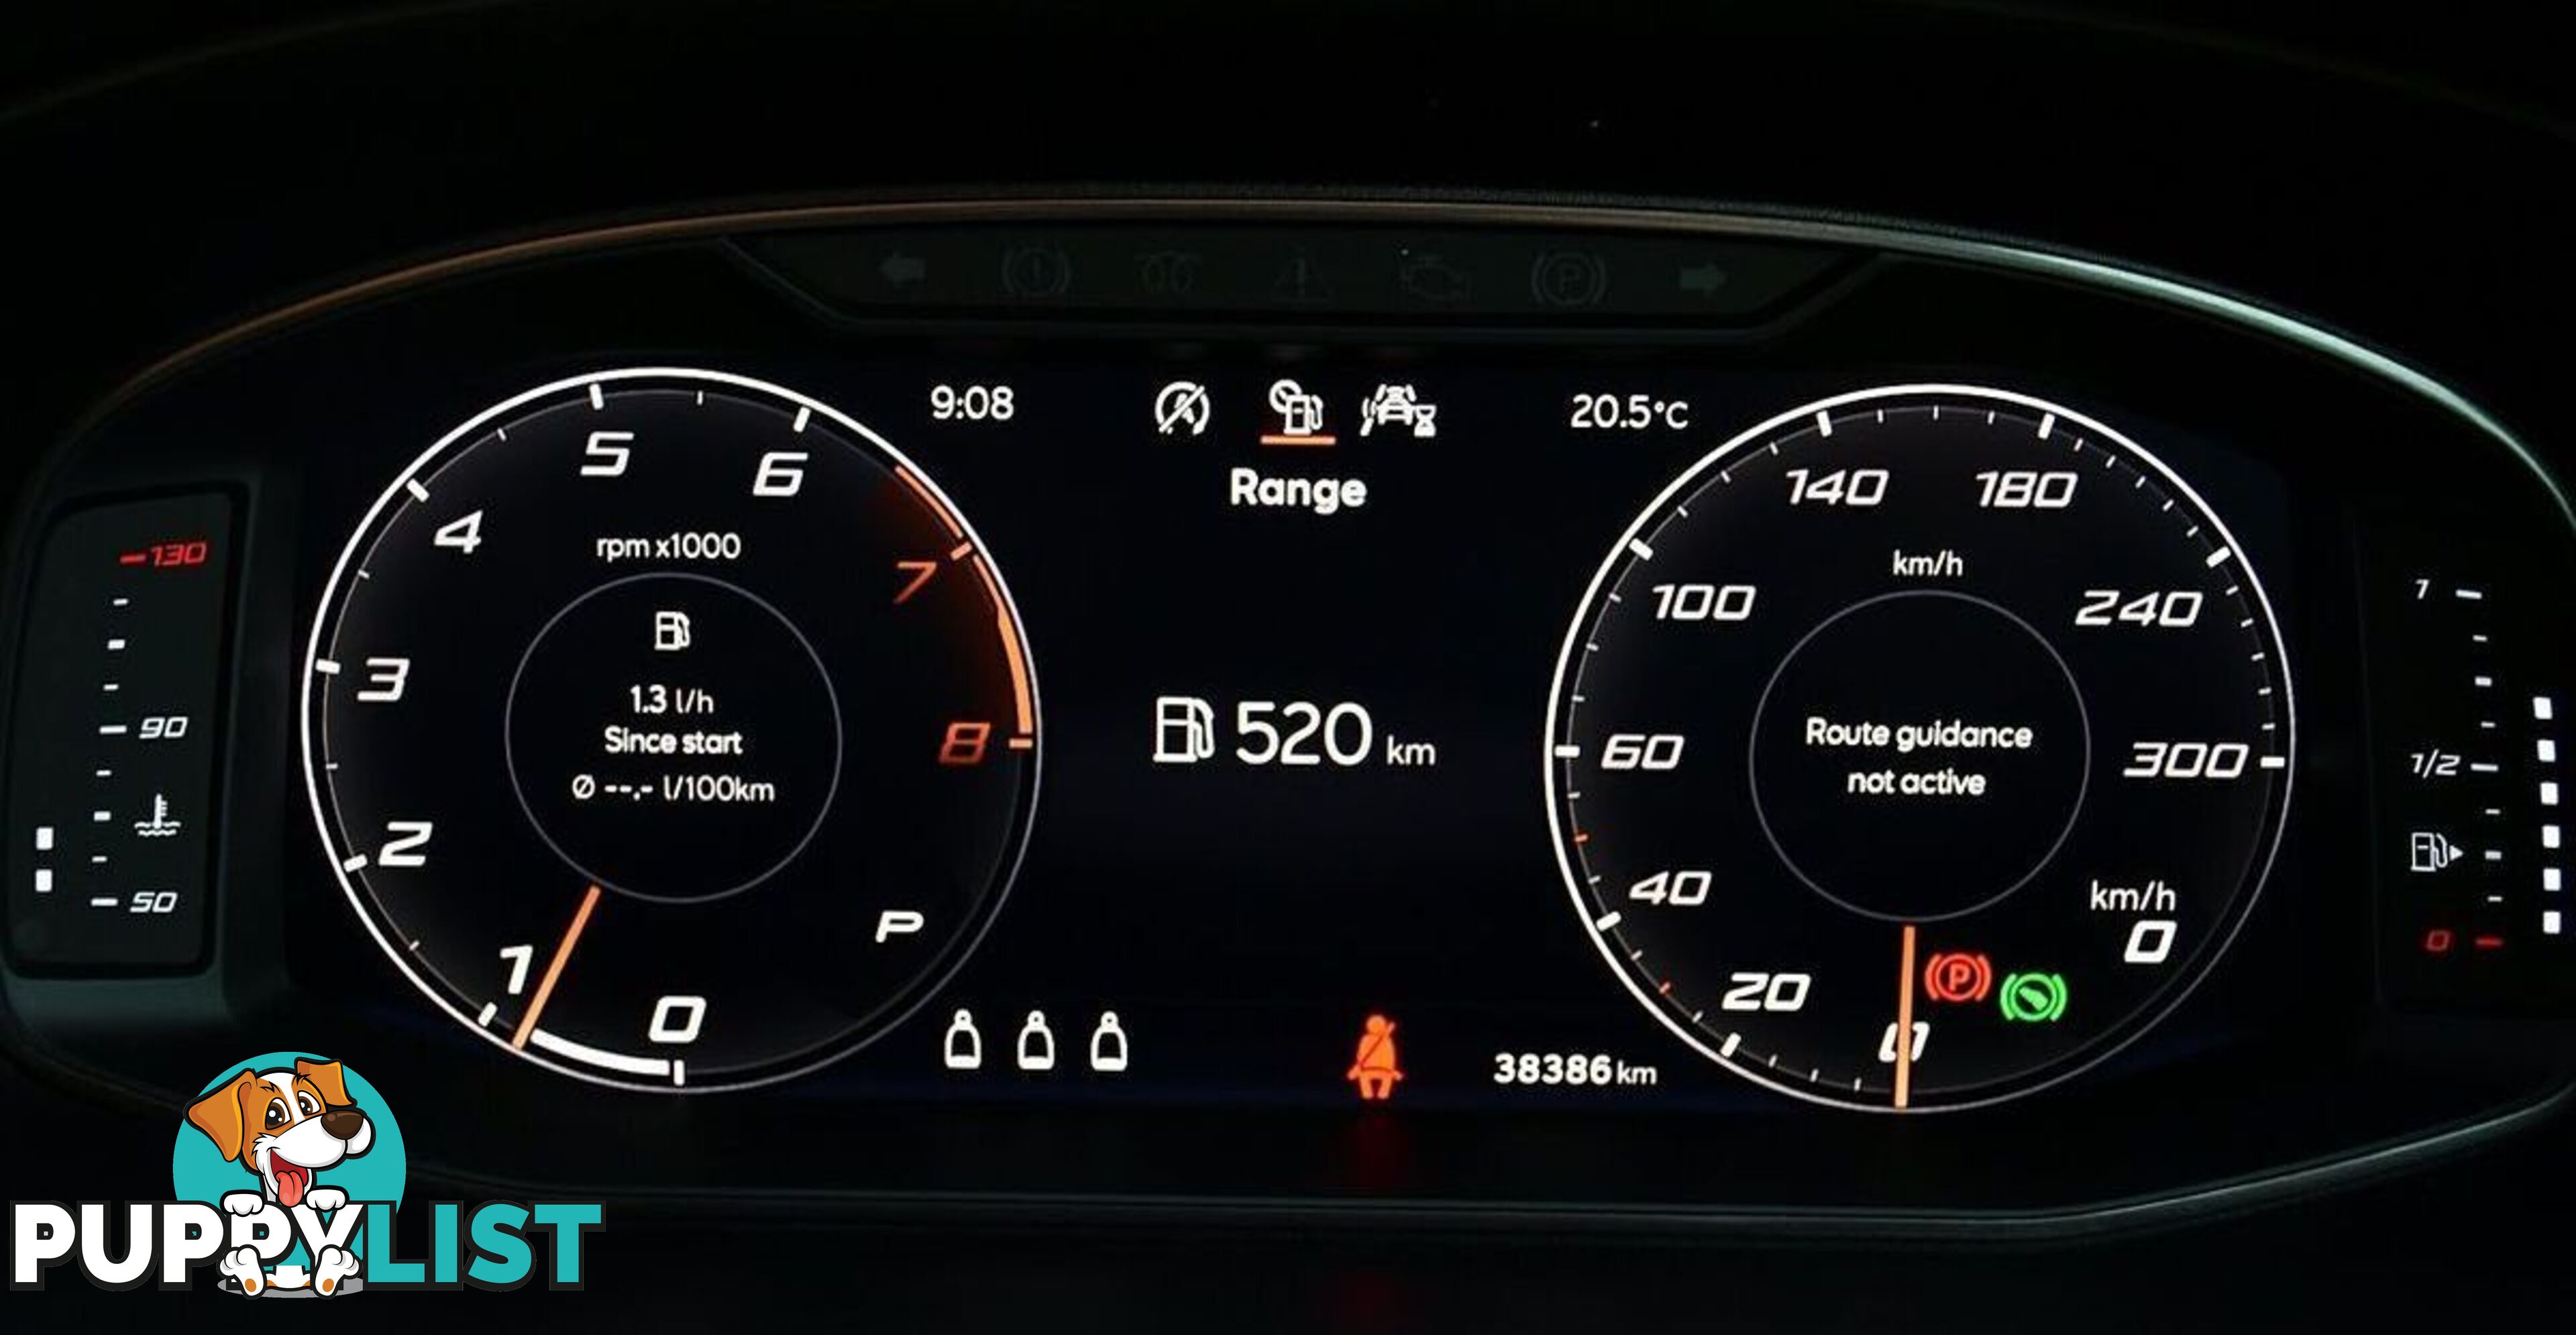 9:08
20.5°C
Range
130
90
50
5
6
4
7
3
8
2
1
0
rpm x1000
1.3 l/h
Since start
Ø --.- l/100km
P
520 km
38386 km
140
180
100
240
60
300
40
20
0
km/h
Route guidance
not active
km/h
0
P
P
1
1/2
0
PUPPYLIST